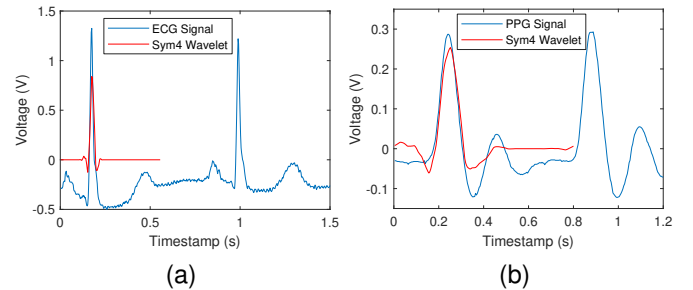 ECG Signal
Sym4 Wavelet
Voltage (V)
1.5
1
0.5
0
-0.5
0
0.5
1
1.5
Timestamp (s)
(a)
PPG Signal
Sym4 Wavelet
Voltage (V)
0.3
0.2
0.1
0
-0.1
0
0.2
0.4
0.6
0.8
1
1.2
Timestamp (s)
(b)